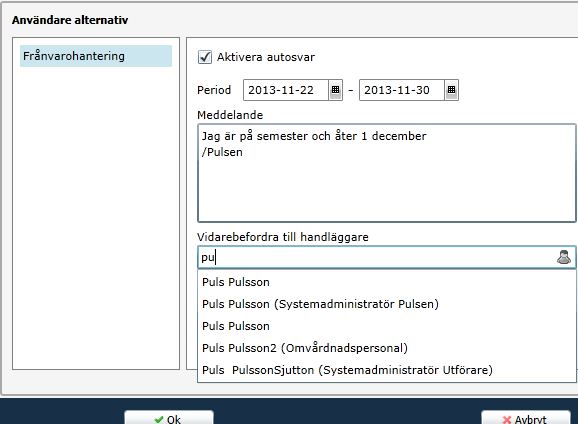 Användare alternativ
Frånvarohantering
Aktivera autosvar
Period 2013-11-22 - 2013-11-30
Meddelande
Jag är på semester och åter 1 december
/Pulsen
Vidarebefordra till handläggare
pu
Puls Pulsson
Puls Pulsson (Systemadministratör Pulsen)
Puls Pulsson
Puls Pulsson2 (Omvårdnadspersonal)
Puls  PulssonSjutton (Systemadministratör Utförare)
Ok Avbryt